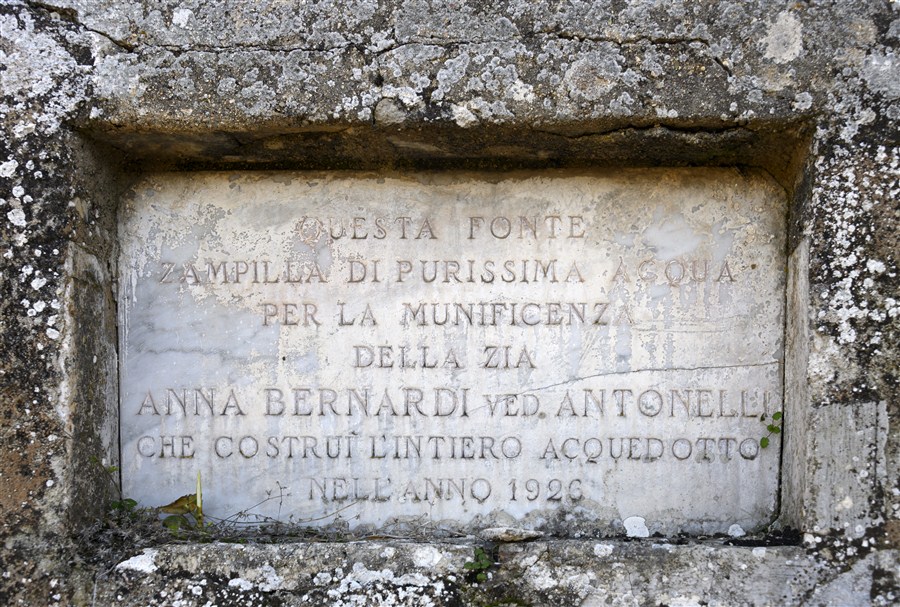 QUESTA FONTE
ZAMPILLA DI PURISSIMA ACQUA
PER LA MUNIFICENZA
DELLA ZIA
ANNA BERNARDI VED. ANTONELLI
CHE COSTRUÌ L'INTIERO ACQUEDOTTO
NELL'ANNO 1926